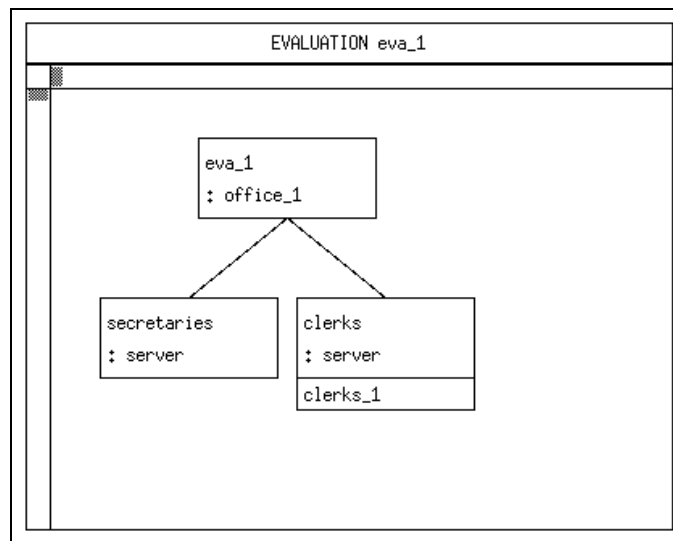 EVALUATION eva_1
eva_1
: office_1
secretaries
: server
clerks
: server
clerks_1